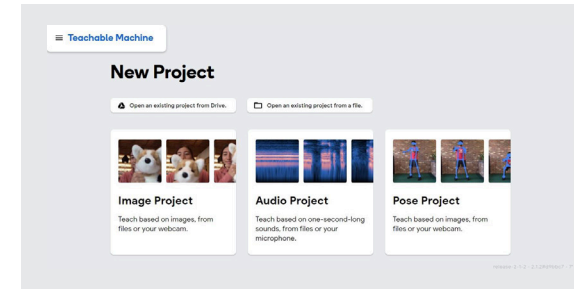 Teachable Machine
New Project
Open an existing project from Drive.
Open an existing project from a file.
Image Project
Teach based on images, from
files or your webcam.
Audio Project
Teach based on one-second-long
sounds, from files or your
microphone.
Pose Project
Teach based on images, from
files or your webcam.